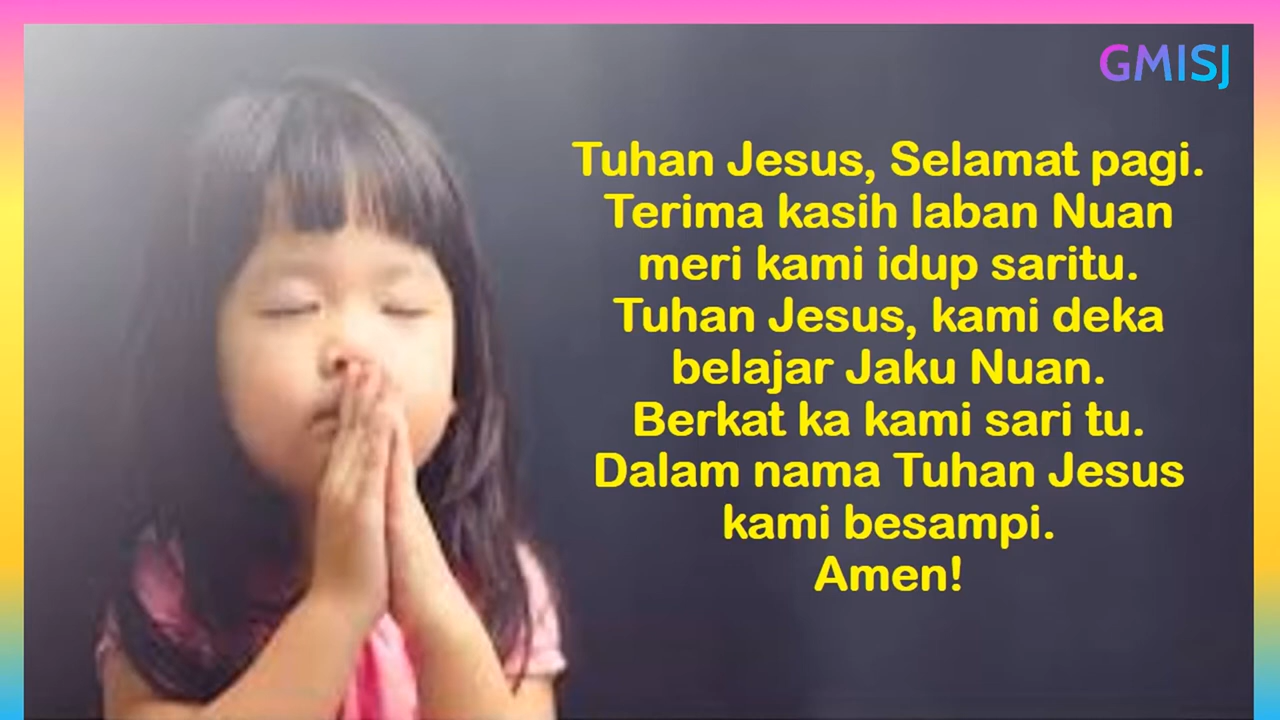 GMISJ
Tuhan Jesus, Selamat pagi.
Terima kasih laban Nuan
meri kami idup saritu.
Tuhan Jesus, kami deka
belajar Jaku Nuan.
Berkat ka kami sari tu.
Dalam nama Tuhan Jesus
kami besampi.
Amen!